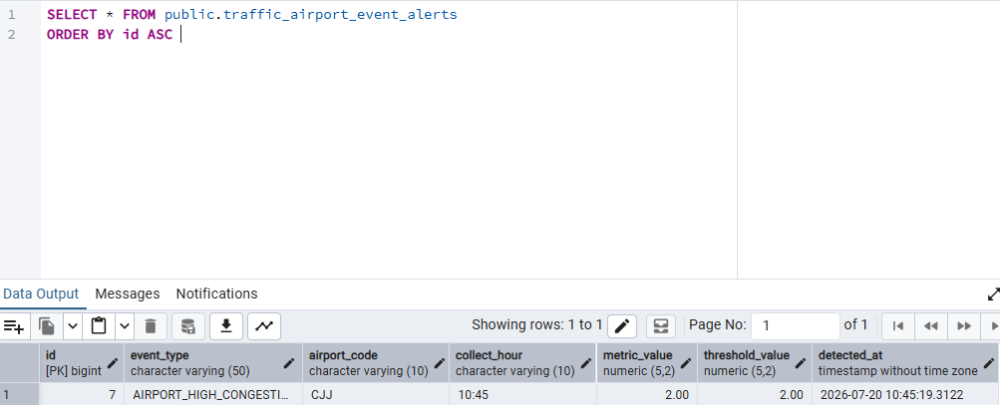 1 SELECT * FROM public.traffic_airport_event_alerts
2 ORDER BY id ASC
Data Output Messages Notifications
Showing rows: 1 to 1 Page No: 1 of 1
id event_type airport_code collect_hour metric_value threshold_value detected_at
[PK] bigint character varying (50) character varying (10) character varying (10) numeric (5,2) numeric (5,2) timestamp without time zone
1 7 AIRPORT_HIGH_CONGESTI... CJJ 10:45 2.00 2.00 2026-07-20 10:45:19.3122